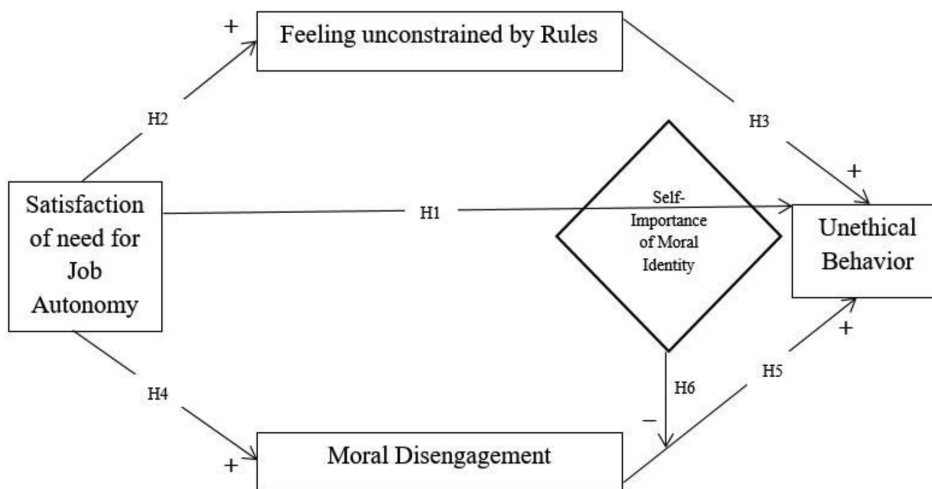 +
Feeling unconstrained by Rules
H2
H3
+
Satisfaction
of need for
Job
Autonomy
H1
Self-
Importance
of Moral
Identity
Unethical
Behavior
+
H4
H6
H5
−
+
Moral Disengagement